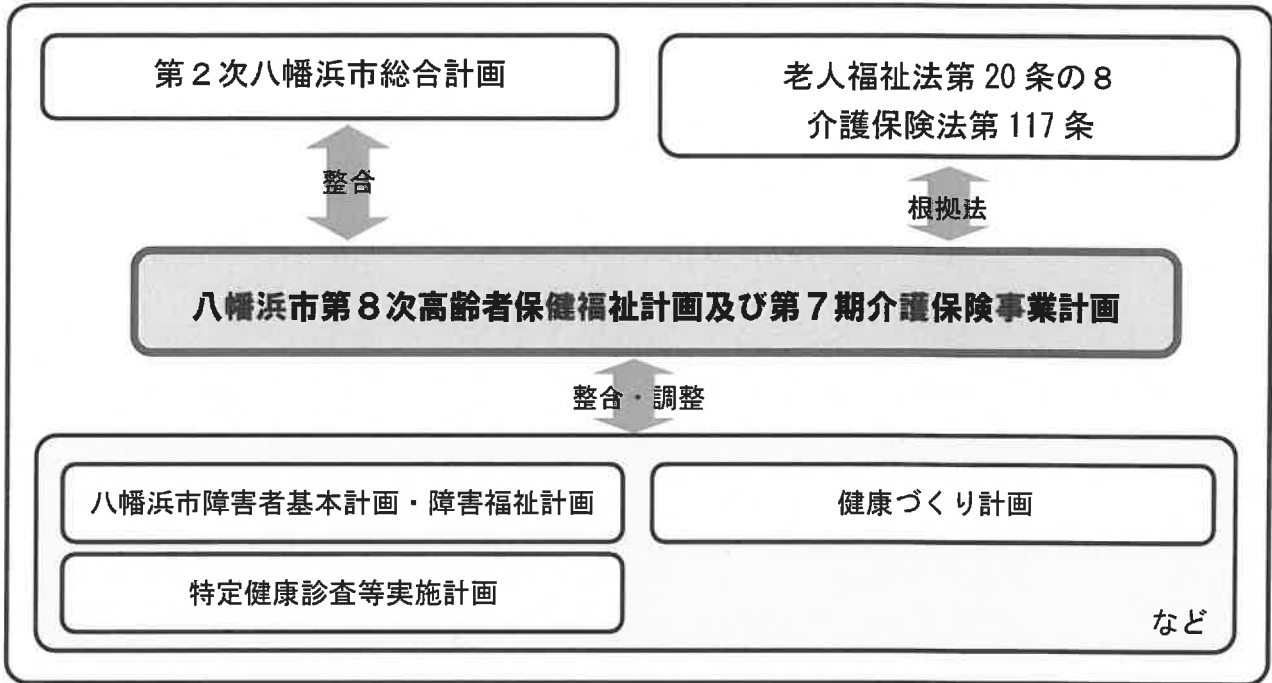 第２次八幡浜市総合計画
老人福祉法第 20 条の８
介護保険法第 117 条
整合
根拠法
八幡浜市第８次高齢者保健福祉計画及び第７期介護保険事業計画
整合・調整
八幡浜市障害者基本計画・障害福祉計画
健康づくり計画
特定健康診査等実施計画
など